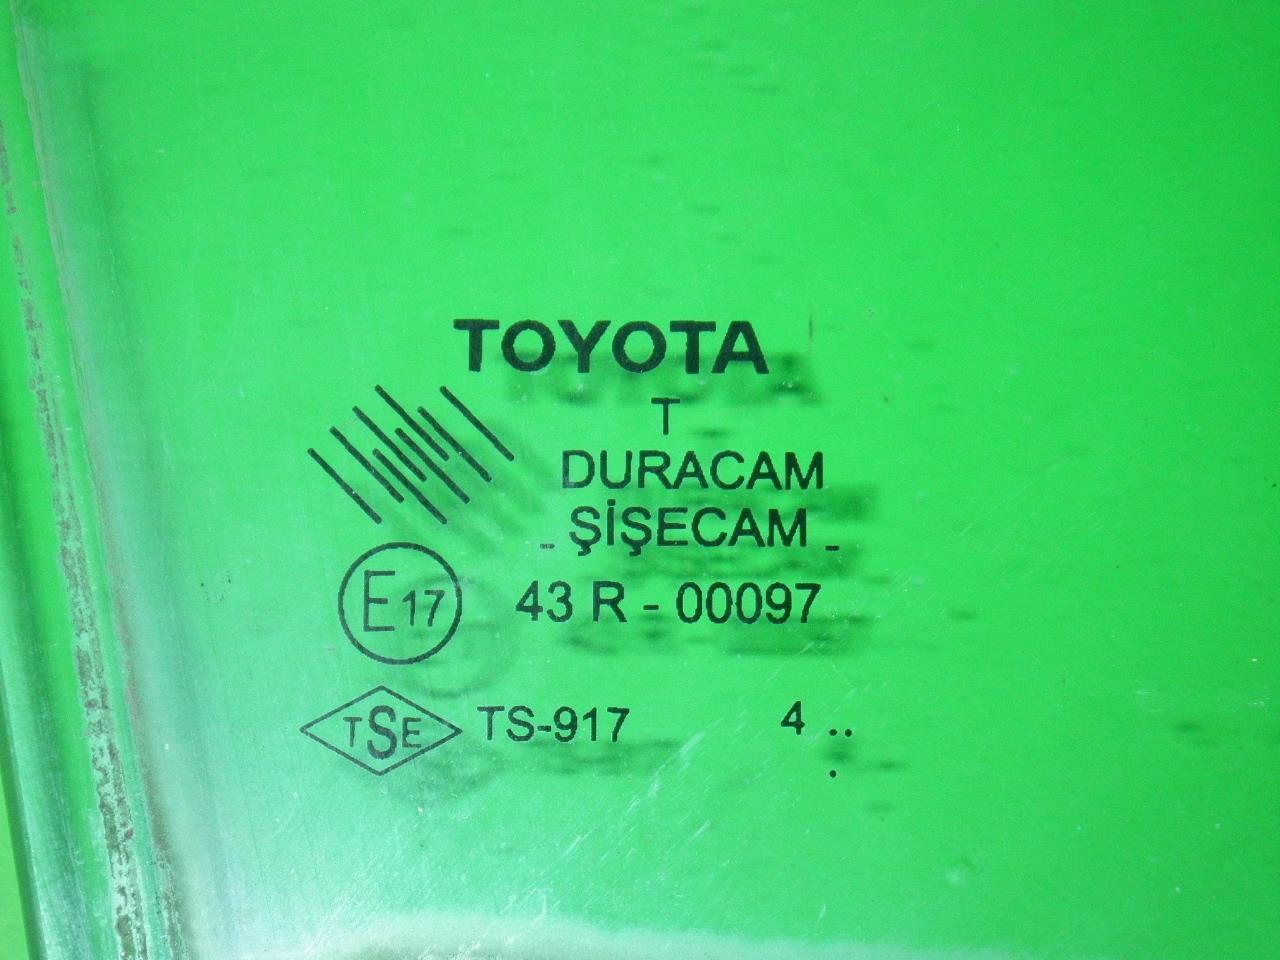 TOYOTA
T
DURACAM
ŞİŞECAM
E17 43 R - 00097
TSE TS-917 4 ..
.